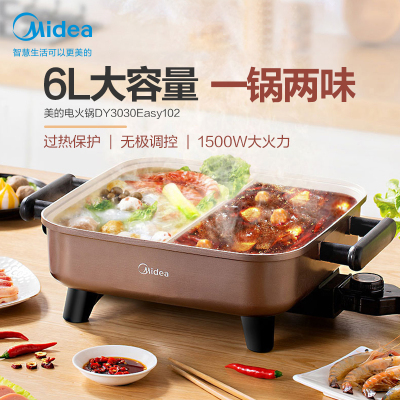 Midea
智慧生活可以更美的
6L大容量 一锅两味
美的电火锅DY3030Easy102
过热保护 | 无极调控 | 1500W大火力
Midea